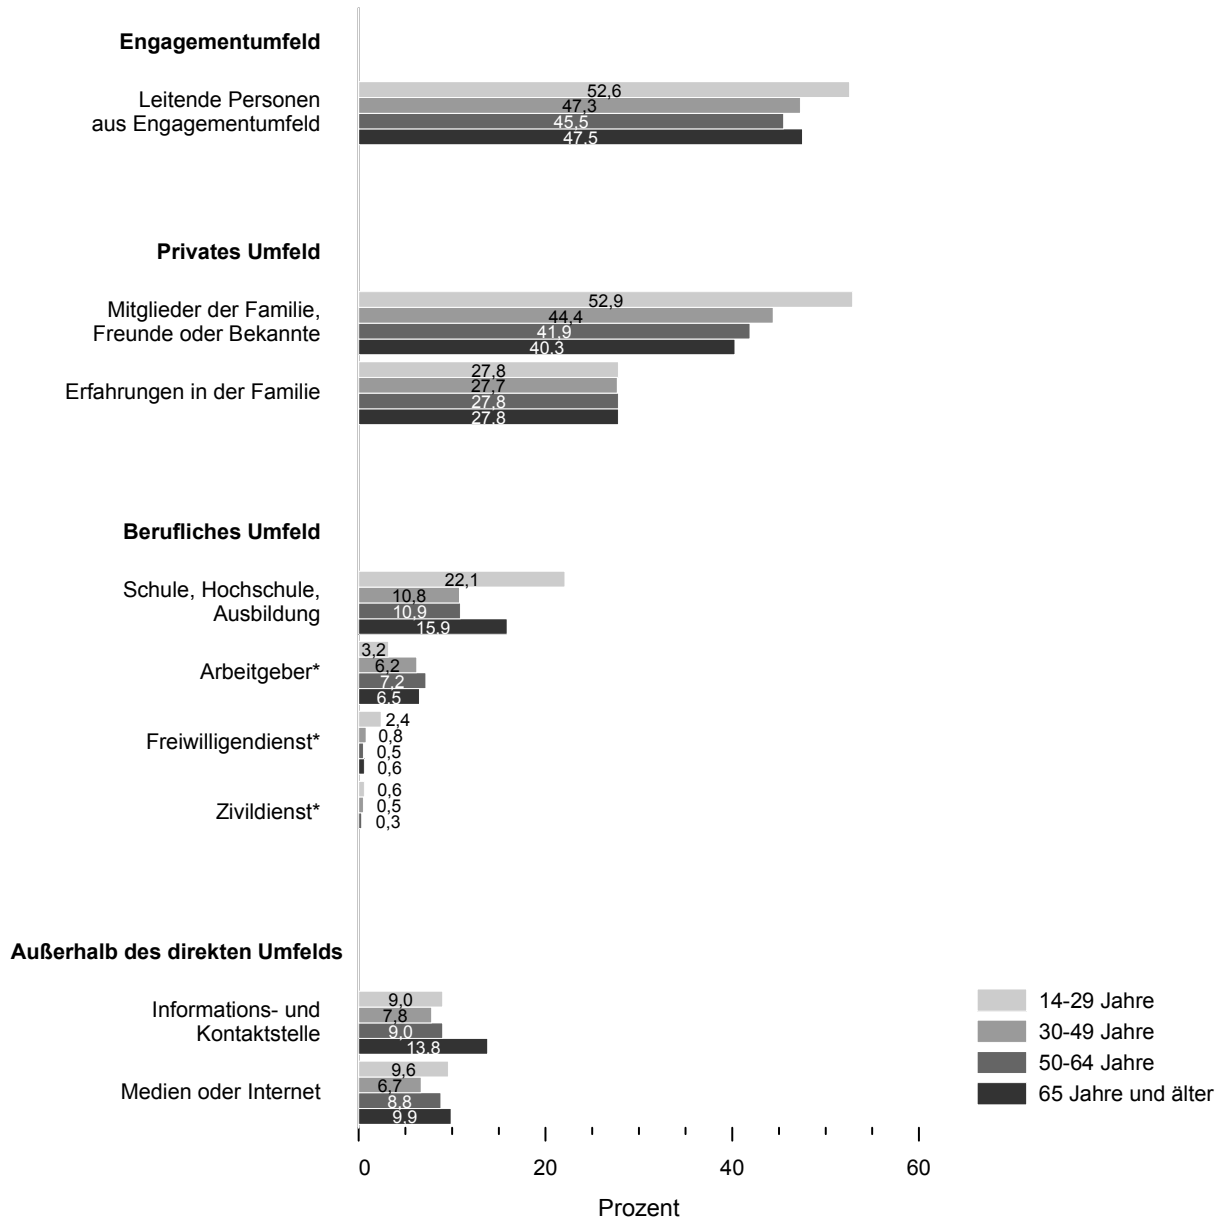 Engagementumfeld
Leitende Personen
aus Engagementumfeld
52,6
47,3
45,5
47,5
Privates Umfeld
Mitglieder der Familie,
Freunde oder Bekannte
52,9
44,4
41,9
40,3
Erfahrungen in der Familie
27,8
27,7
27,8
27,8
Berufliches Umfeld
Schule, Hochschule,
Ausbildung
22,1
10,8
10,9
15,9
Arbeitgeber*
3,2
6,2
7,2
6,5
Freiwilligendienst*
2,4
0,8
0,5
0,6
Zivildienst*
0,6
0,5
0,3
Außerhalb des direkten Umfelds
Informations- und
Kontaktstelle
9,0
7,8
9,0
13,8
Medien oder Internet
9,6
6,7
8,8
9,9
14-29 Jahre
30-49 Jahre
50-64 Jahre
65 Jahre und älter
0 20 40 60
Prozent